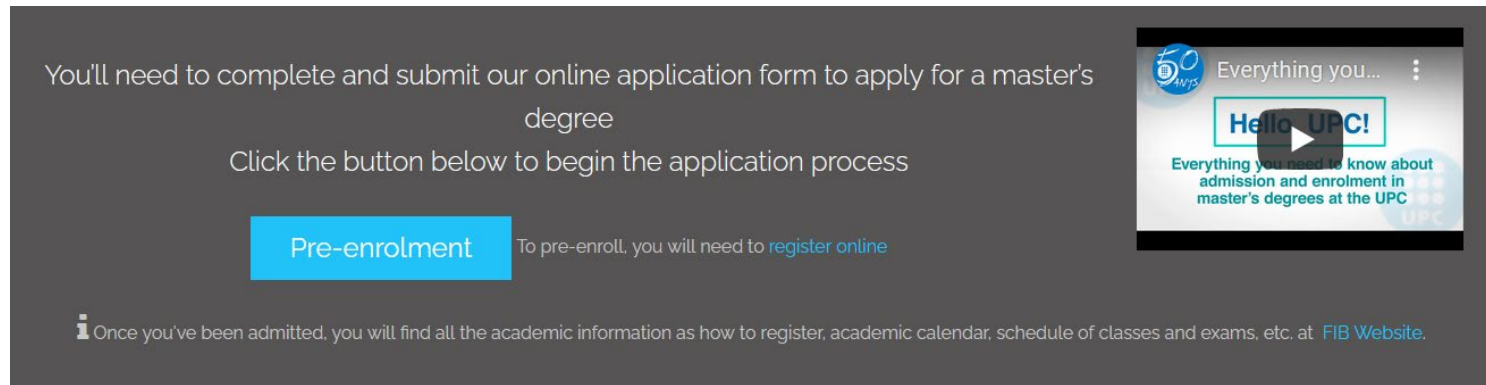 You'll need to complete and submit our online application form to apply for a master's
degree
Click the button below to begin the application process
Pre-enrolment
To pre-enroll, you will need to register online
i Once you've been admitted, you will find all the academic information as how to register, academic calendar, schedule of classes and exams, etc. at FIB Website.
50
ANYS
Everything you...
Hello, UPC!
Everything you need to know about
admission and enrolment in
master's degrees at the UPC
UPC